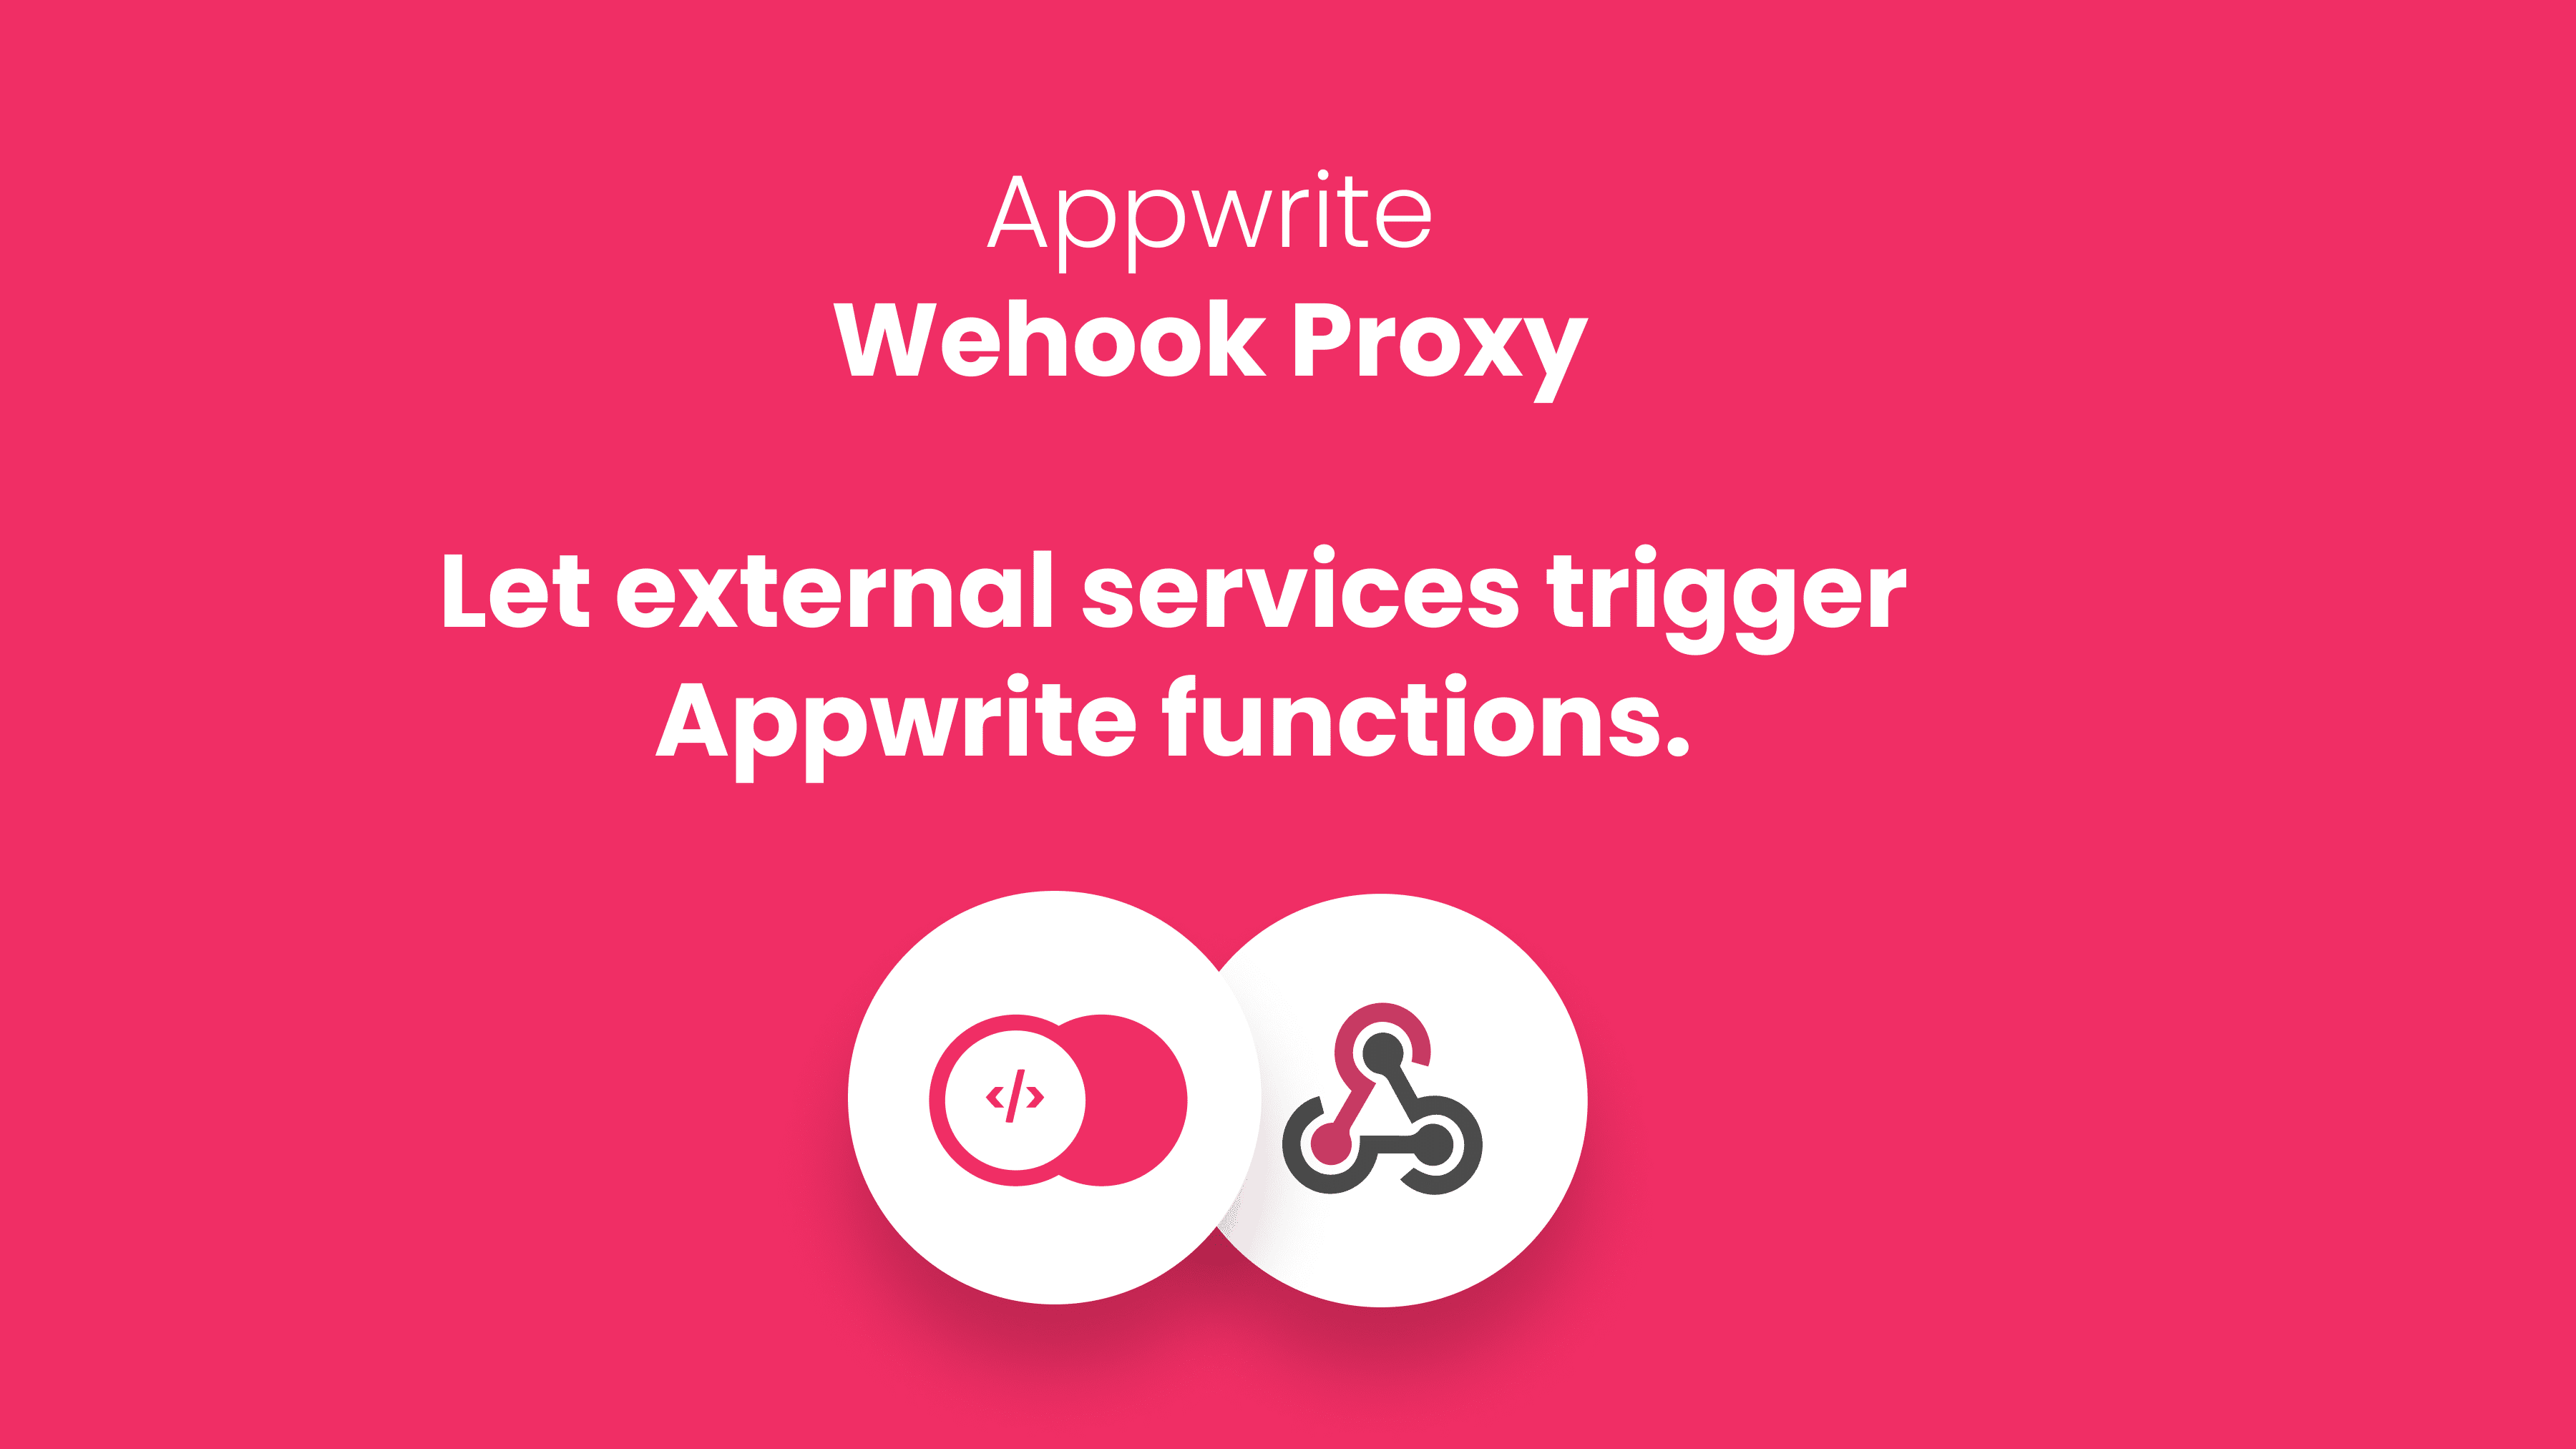 Appwrite
Wehook Proxy
Let external services trigger
Appwrite functions.
</>